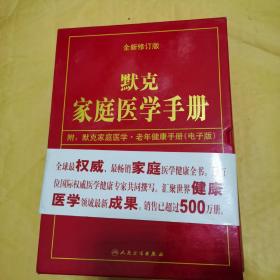 全新修订版
默克
家庭医学手册
附：默克家庭医学·老年健康手册(电子版)
全球最权威、最畅销家庭医学健康全书。
位国际权威医学健康专家共同撰写。汇聚世界健康
医学领域最新成果。销售已超过500万册。
人民卫生出版社